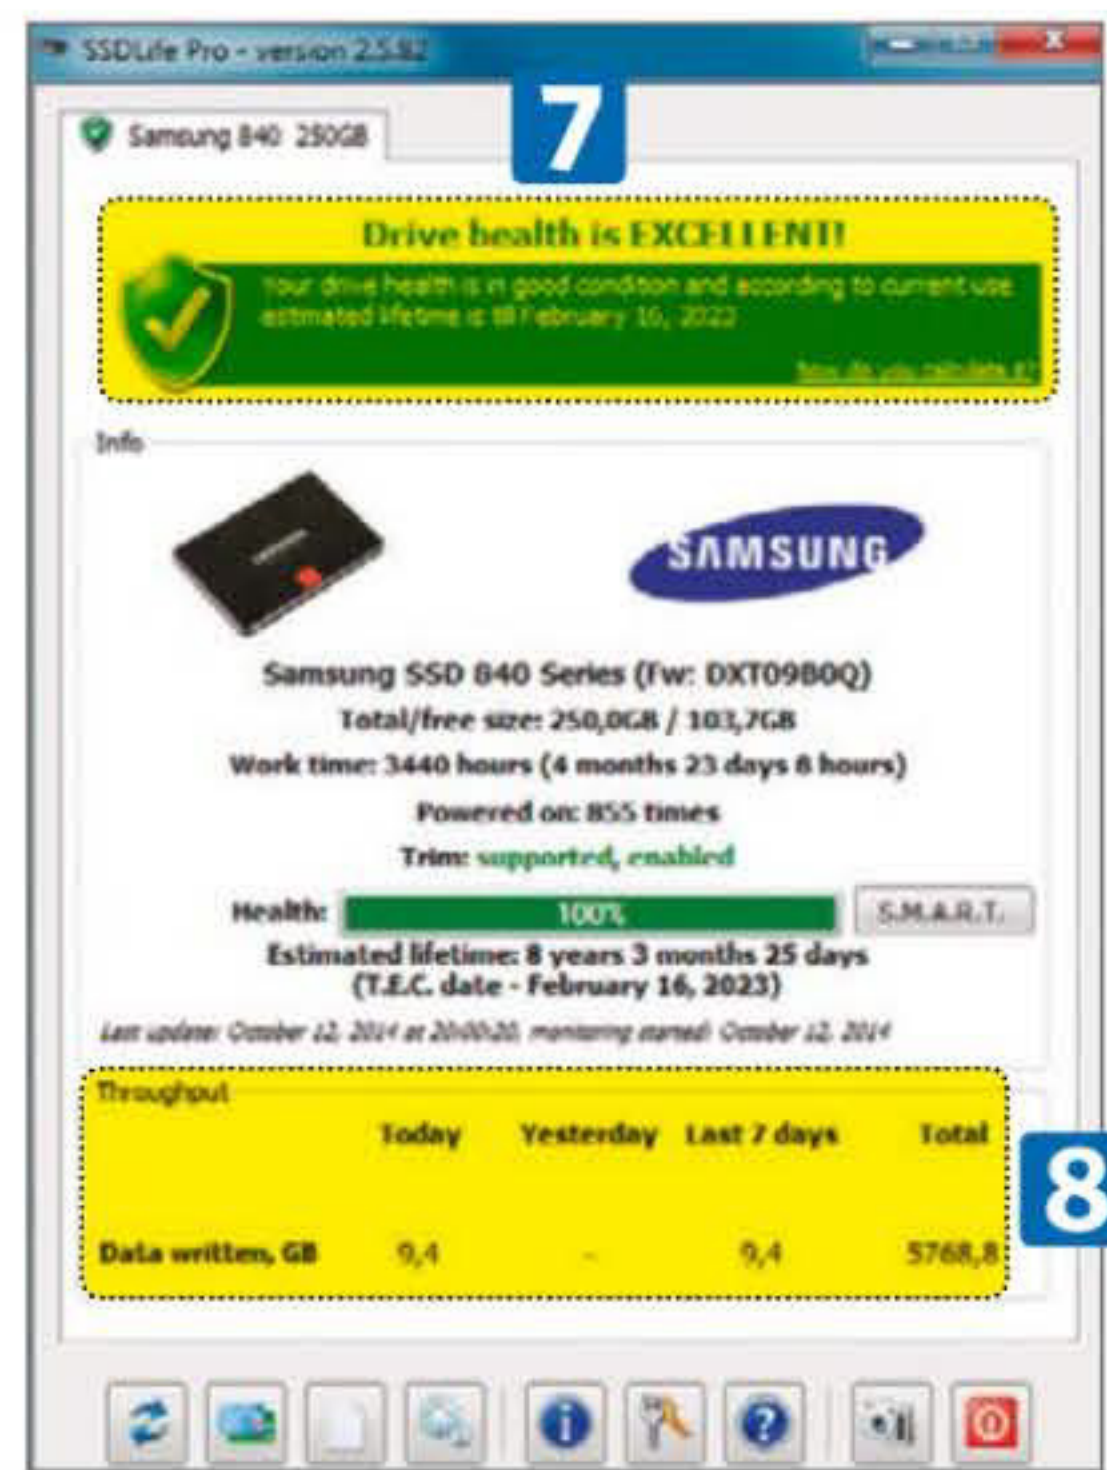 SSDLife Pro - version 2.5.82
7
Samsung 840 250GB
Drive health is EXCELLENT!
Your drive health is in good condition and according to current use
estimated lifetime is till February 16, 2023
how do you calculate it?
Info
SAMSUNG
Samsung SSD 840 Series (Fw: DXT09B0Q)
Total/free size: 250,0GB / 103,7GB
Work time: 3440 hours (4 months 23 days 8 hours)
Powered on: 855 times
Trim: supported, enabled
Health: 100% S.M.A.R.T.
Estimated lifetime: 8 years 3 months 25 days
(T.E.C. date - February 16, 2023)
Last update: October 12, 2014 at 20:00:20, monitoring started: October 12, 2014
Throughput
Today Yesterday Last 7 days Total
8
Data written, GB 9,4 - 9,4 5768,8